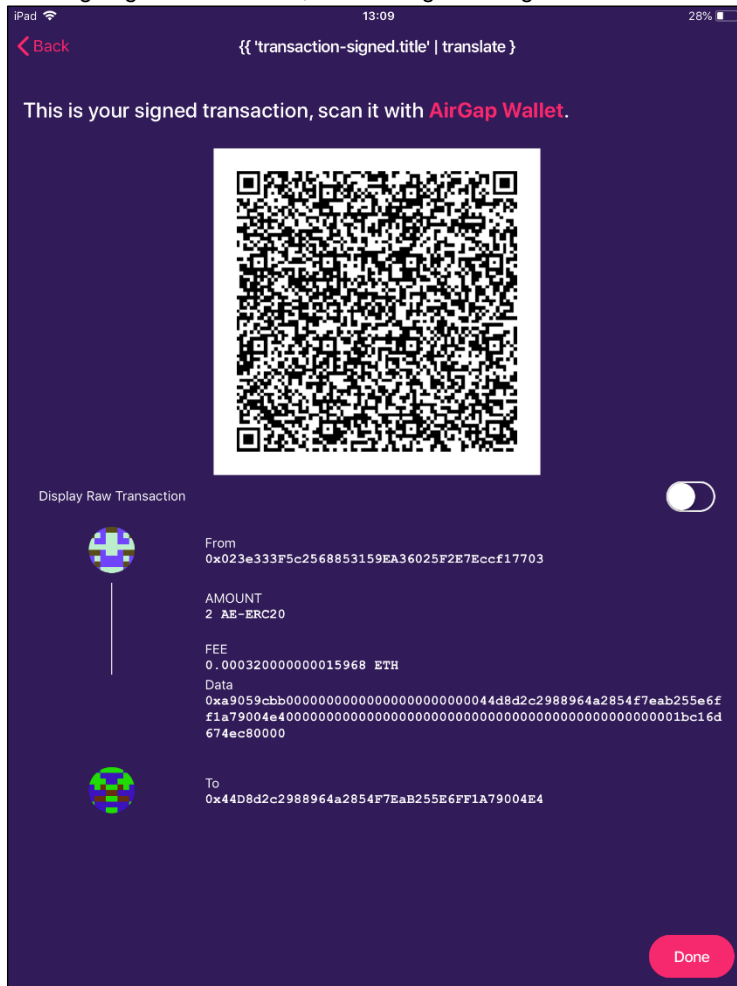 iPad
13:09
28%
Back
{{ 'transaction-signed.title' | translate }
This is your signed transaction, scan it with AirGap Wallet.
Display Raw Transaction
From
0x023e333F5c2568853159EA36025F2E7Eccf17703
AMOUNT
2 AE-ERC20
FEE
0.000320000000015968 ETH
Data
0xa9059cbb00000000000000000000000044d8d2c2988964a2854f7eab255e6f
f1a79004e40000000000000000000000000000000000000000000000001bc16d
674ec80000
To
0x44D8d2c2988964a2854F7EaB255E6FF1A79004E4
Done